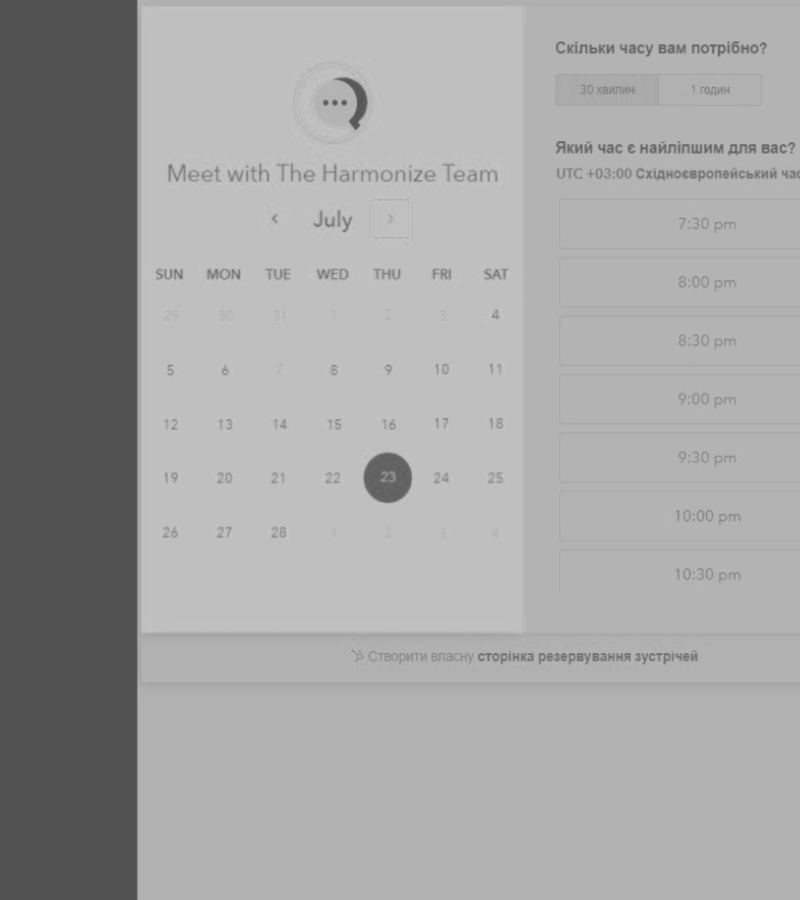 Meet with The Harmonize Team
July
SUN MON TUE WED THU FRI SAT
29 30 31 1 2 3 4
5 6 7 8 9 10 11
12 13 14 15 16 17 18
19 20 21 22 23 24 25
26 27 28 1 2 3 4
Скільки часу вам потрібно?
30 хвилин 1 годин
Який час є найліпшим для вас?
UTC +03:00 Східноєвропейський час
7:30 pm
8:00 pm
8:30 pm
9:00 pm
9:30 pm
10:00 pm
10:30 pm
Створити власну сторінка резервування зустрічей